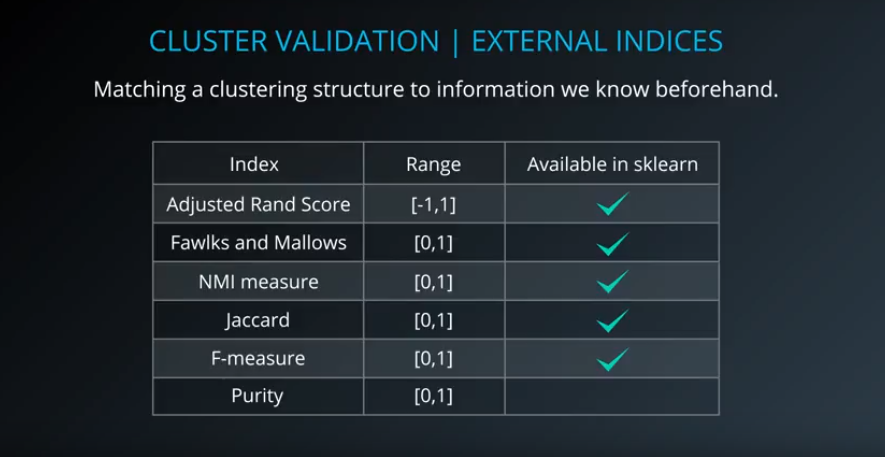 CLUSTER VALIDATION | EXTERNAL INDICES
Matching a clustering structure to information we know beforehand.
Index Range Available in sklearn
Adjusted Rand Score [-1,1]
Fawlks and Mallows [0,1]
NMI measure [0,1]
Jaccard [0,1]
F-measure [0,1]
Purity [0,1]